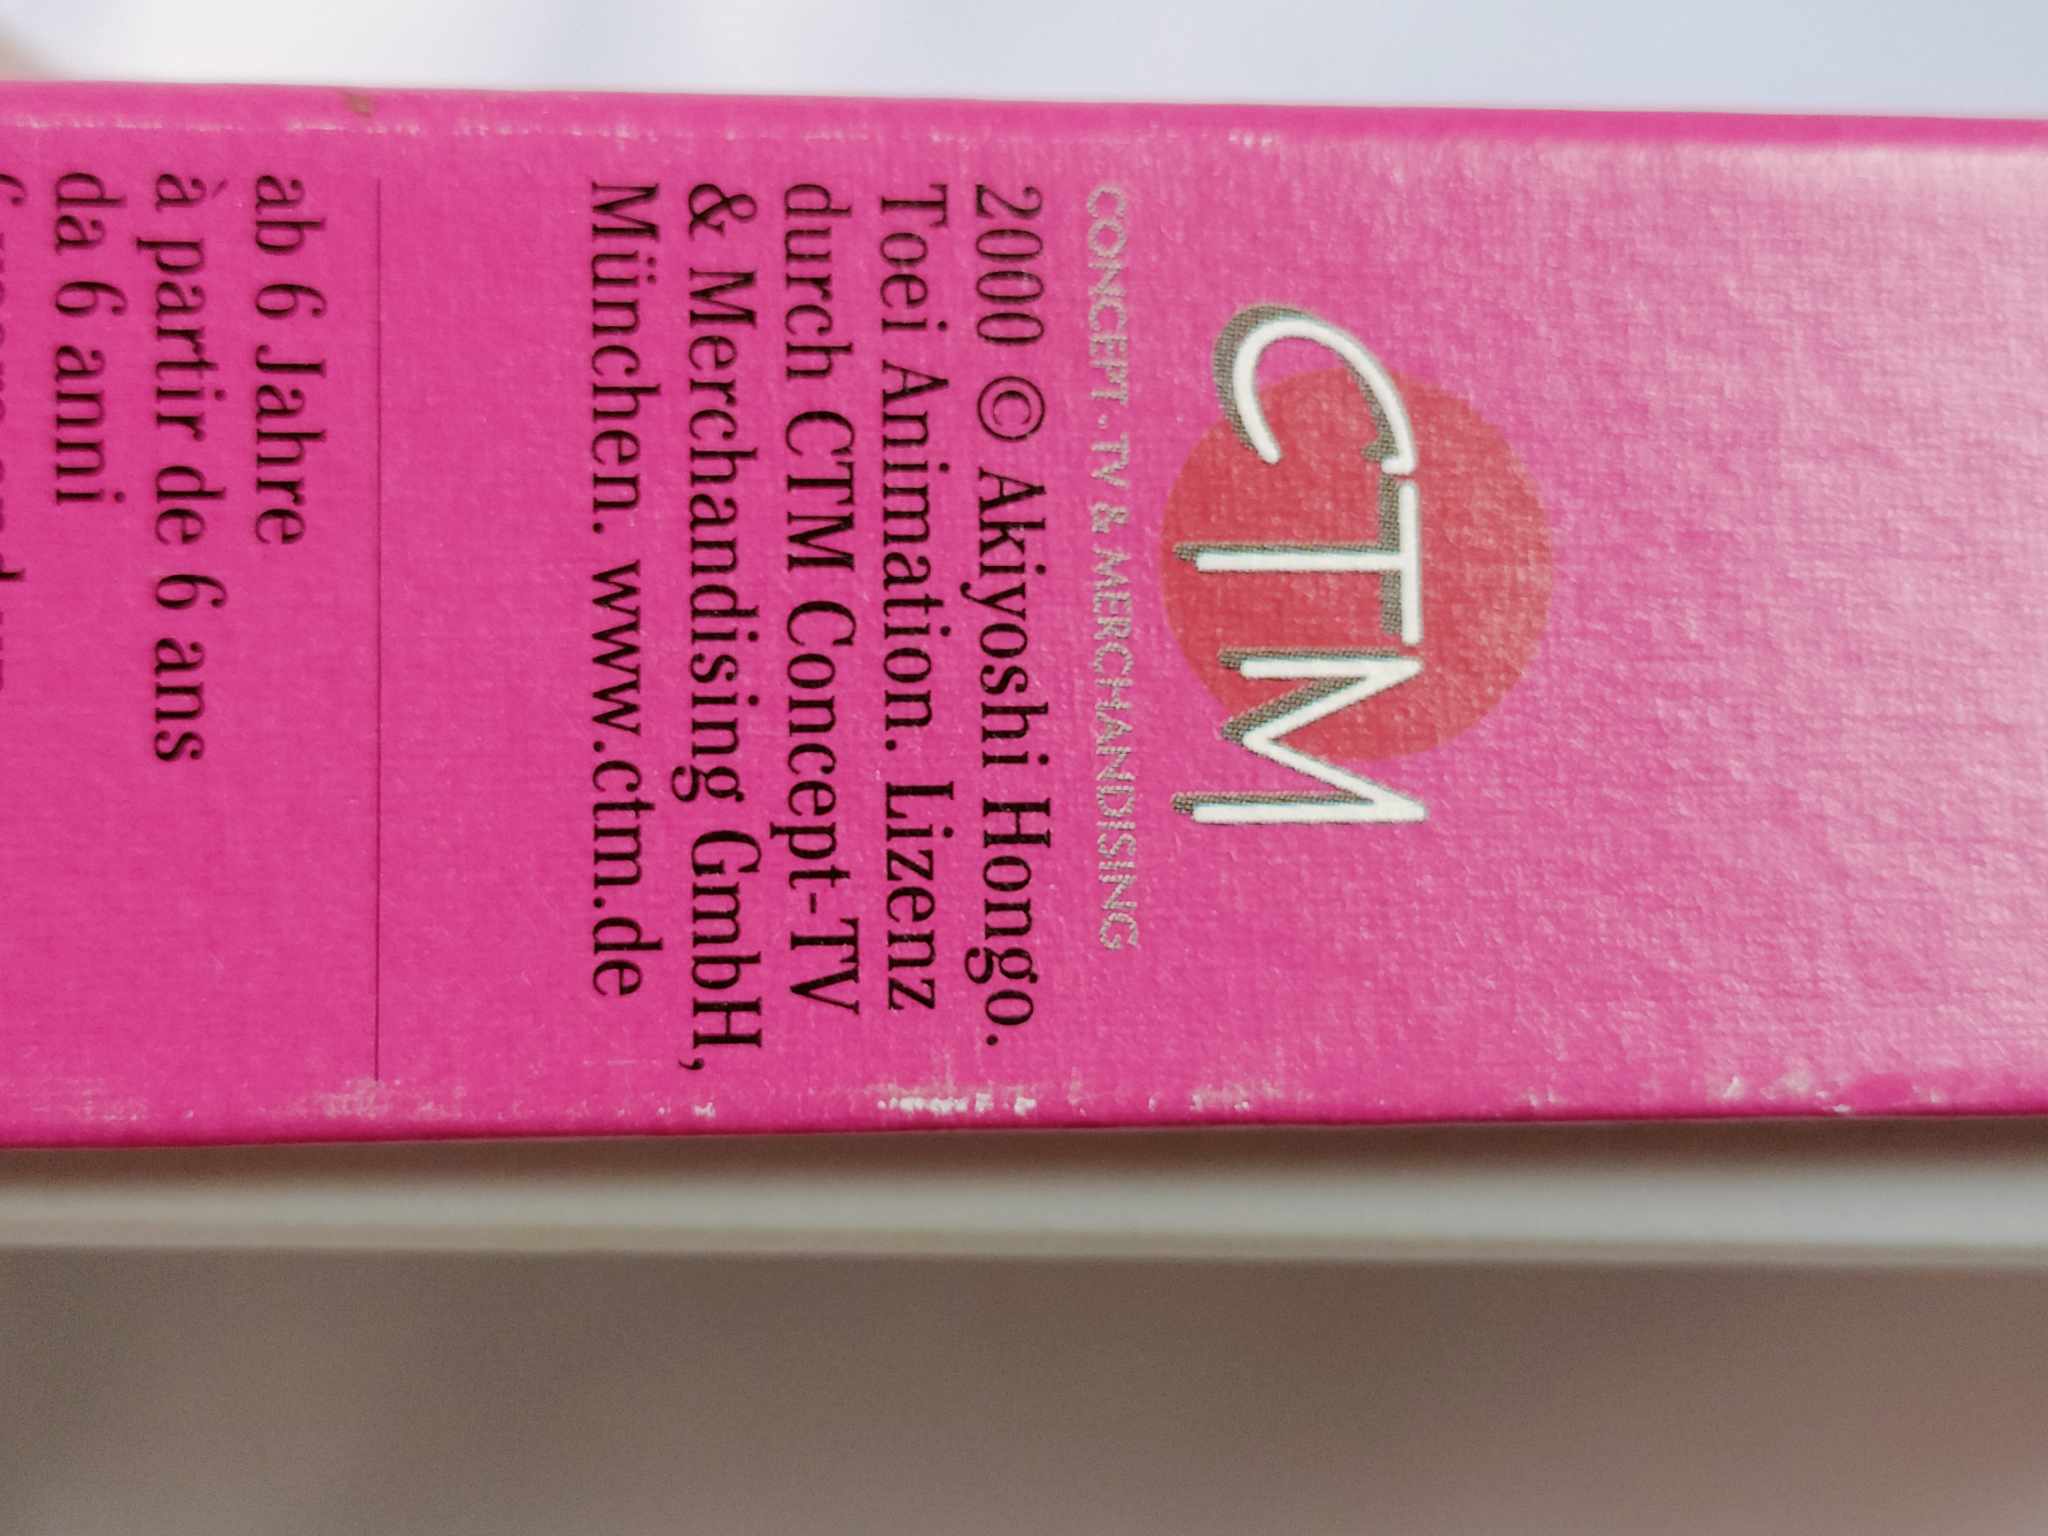 CTM
CONCEPT-TV & MERCHANDISING
2000 © Akiyoshi Hongo.
Toei Animation. Lizenz
durch CTM Concept-TV
& Merchandising GmbH,
München. www.ctm.de
ab 6 Jahre
à partir de 6 ans
da 6 anni